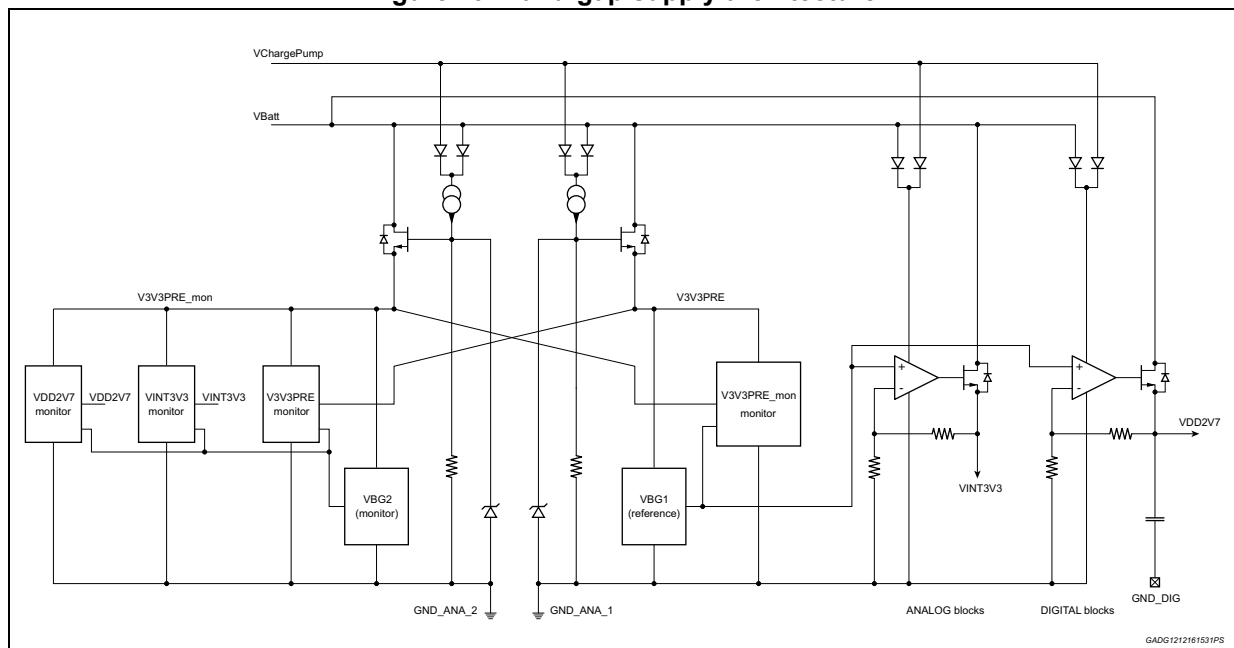 VChargePump
VBatt
V3V3PRE_mon
V3V3PRE
VDD2V7
monitor
VDD2V7
VINT3V3
monitor
VINT3V3
V3V3PRE
monitor
V3V3PRE_mon
monitor
VBG2
(monitor)
VBG1
(reference)
+
-
+
-
VDD2V7
VINT3V3
GND_ANA_2
GND_ANA_1
ANALOG blocks
DIGITAL blocks
GND_DIG
GADG1212161531PS